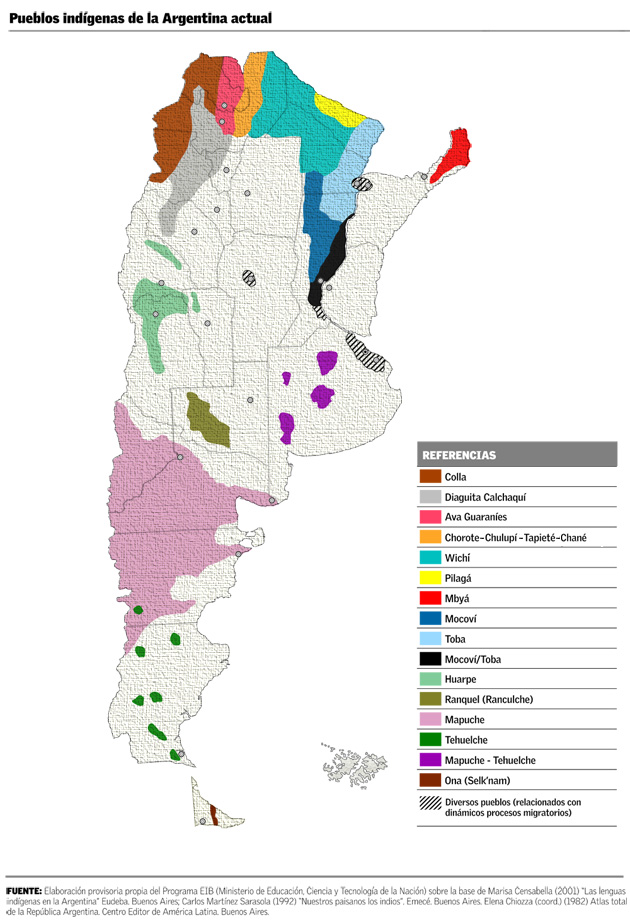 Pueblos indígenas de la Argentina actual
REFERENCIAS
Colla
Diaguita Calchaquí
Ava Guaraníes
Chorote-Chulupí -Tapieté-Chané
Wichí
Pilagá
Mbyá
Mocoví
Toba
Mocoví/Toba
Huarpe
Ranquel (Ranculche)
Mapuche
Tehuelche
Mapuche - Tehuelche
Ona (Selk'nam)
Diversos pueblos (relacionados con
dinámicos procesos migratorios)
FUENTE: Elaboración provisoria propia del Programa EIB (Ministerio de Educación, Ciencia y Tecnología de la Nación) sobre la base de Marisa Censabella (2001) "Las lenguas
indígenas en la Argentina" Eudeba. Buenos Aires; Carlos Martínez Sarasola (1992) "Nuestros paisanos los indios". Emecé. Buenos Aires. Elena Chiozza (coord.) (1982) Atlas total
de la República Argentina. Centro Editor de América Latina. Buenos Aires.